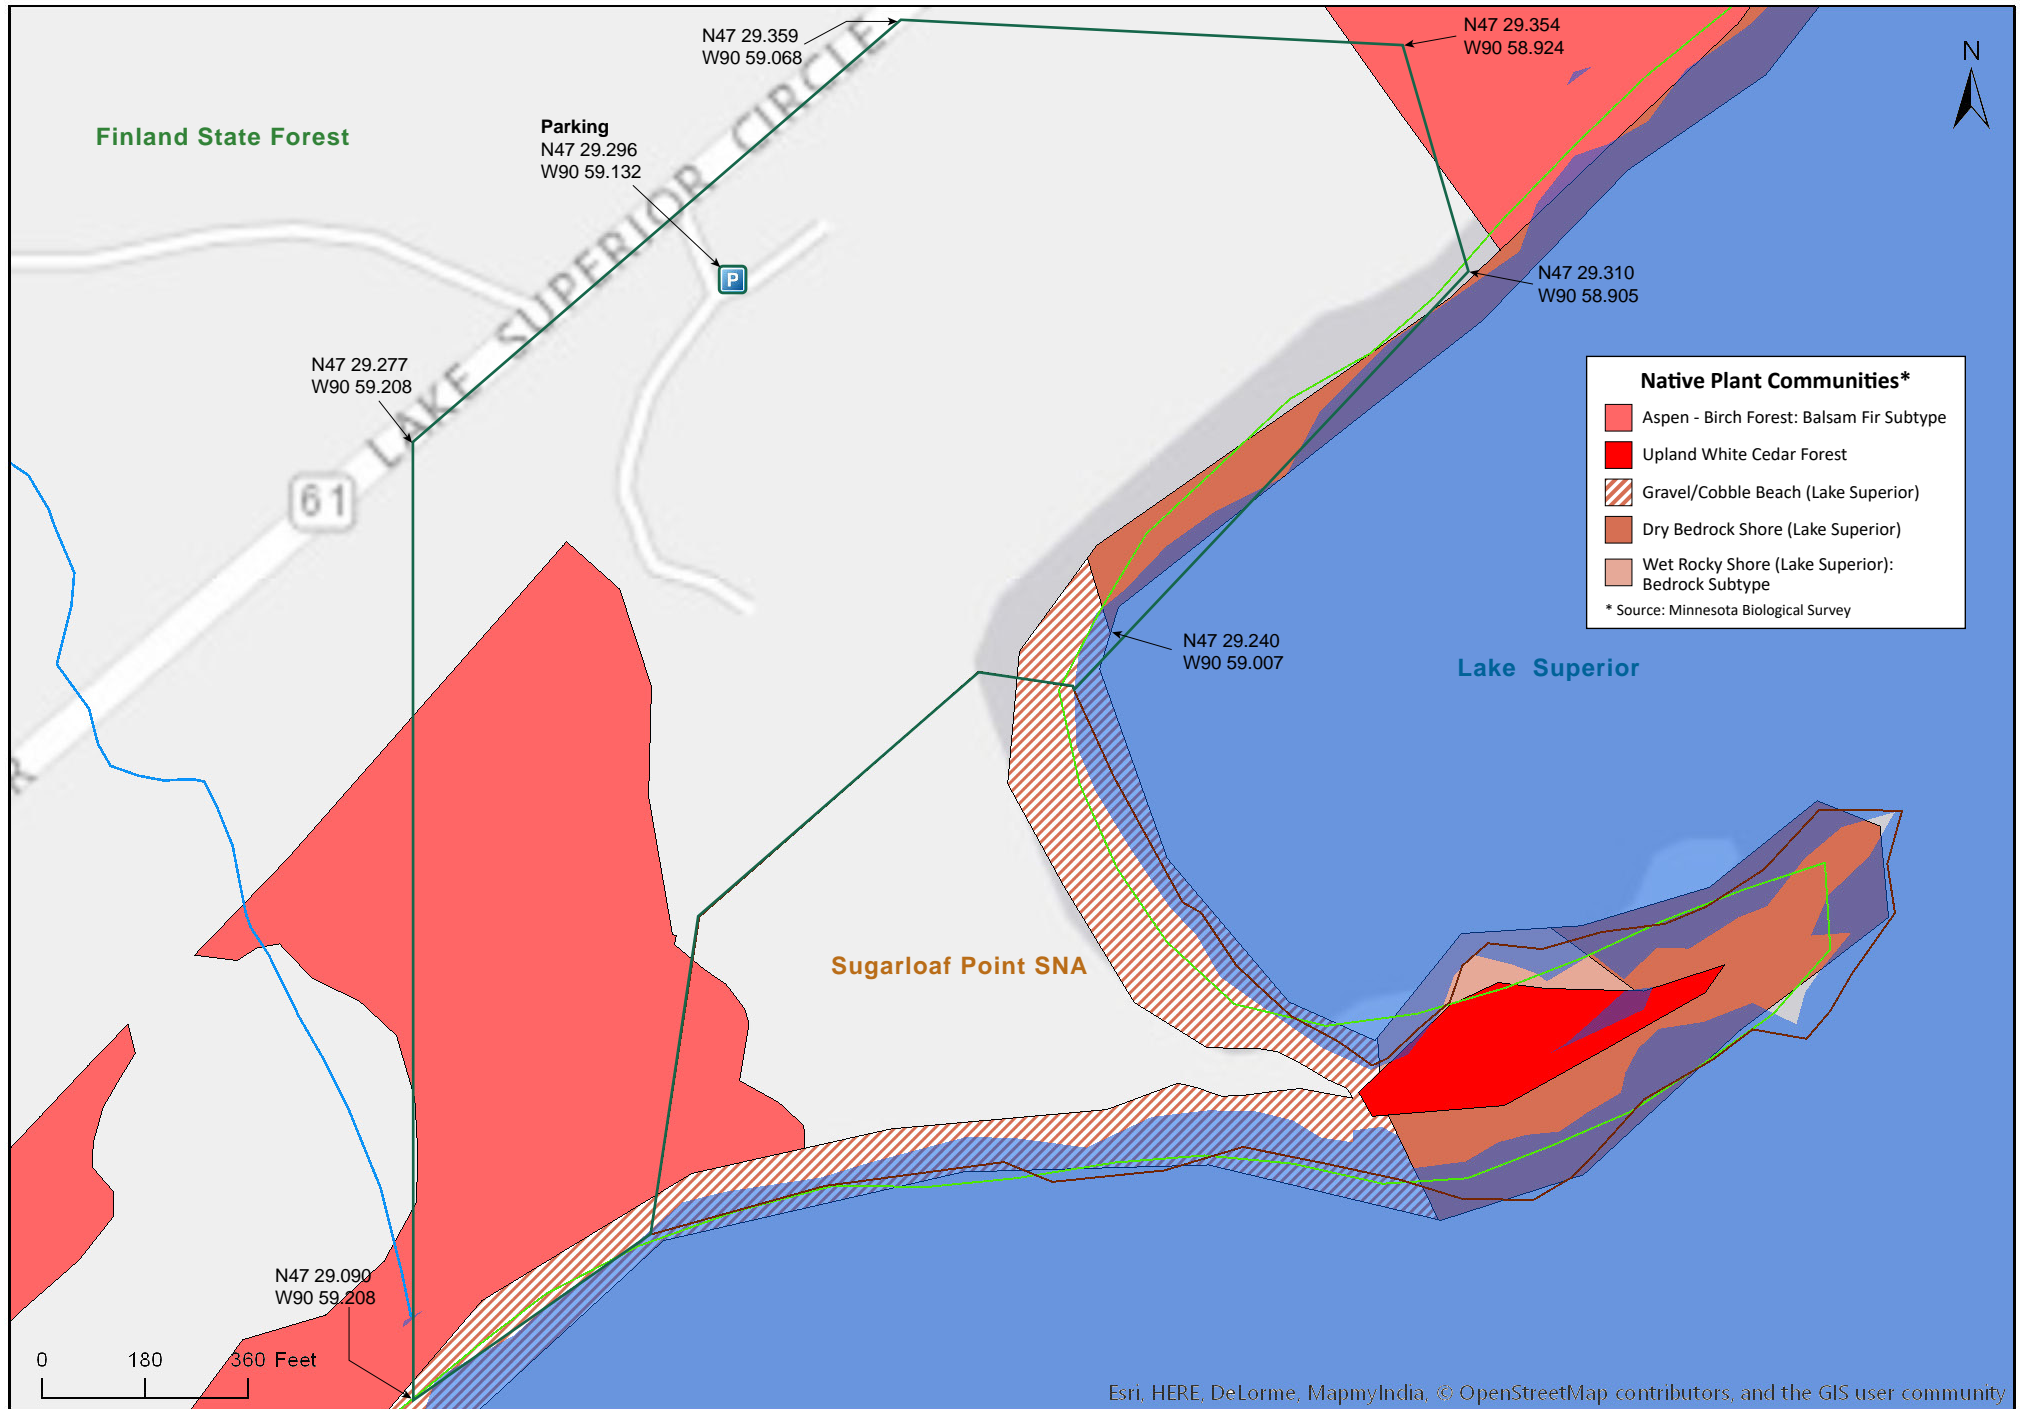 N47 29.359
W90 59.068
N47 29.354
W90 58.924
N
Finland State Forest
Parking
N47 29.296
W90 59.132
P
LAKE SUPERIOR CIRCLE
N47 29.310
W90 58.905
N47 29.277
W90 59.208
61
R
Native Plant Communities*
Aspen - Birch Forest: Balsam Fir Subtype
Upland White Cedar Forest
Gravel/Cobble Beach (Lake Superior)
Dry Bedrock Shore (Lake Superior)
Wet Rocky Shore (Lake Superior):
Bedrock Subtype
* Source: Minnesota Biological Survey
N47 29.240
W90 59.007
Lake Superior
Sugarloaf Point SNA
N47 29.090
W90 59.208
0 180 360 Feet
Esri, HERE, DeLorme, MapmyIndia, © OpenStreetMap contributors, and the GIS user community